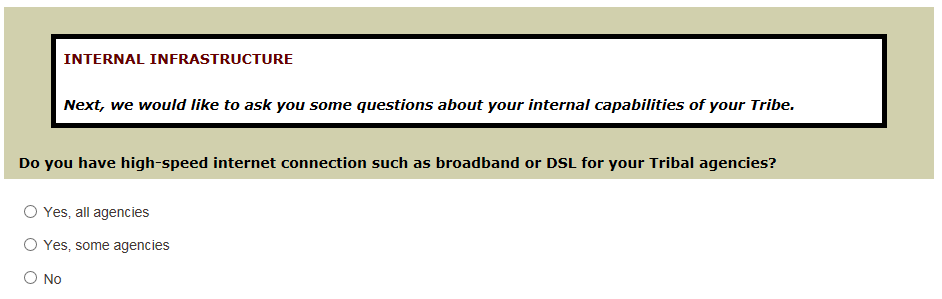 INTERNAL INFRASTRUCTURE
Next, we would like to ask you some questions about your internal capabilities of your Tribe.
Do you have high-speed internet connection such as broadband or DSL for your Tribal agencies?
Yes, all agencies
Yes, some agencies
No